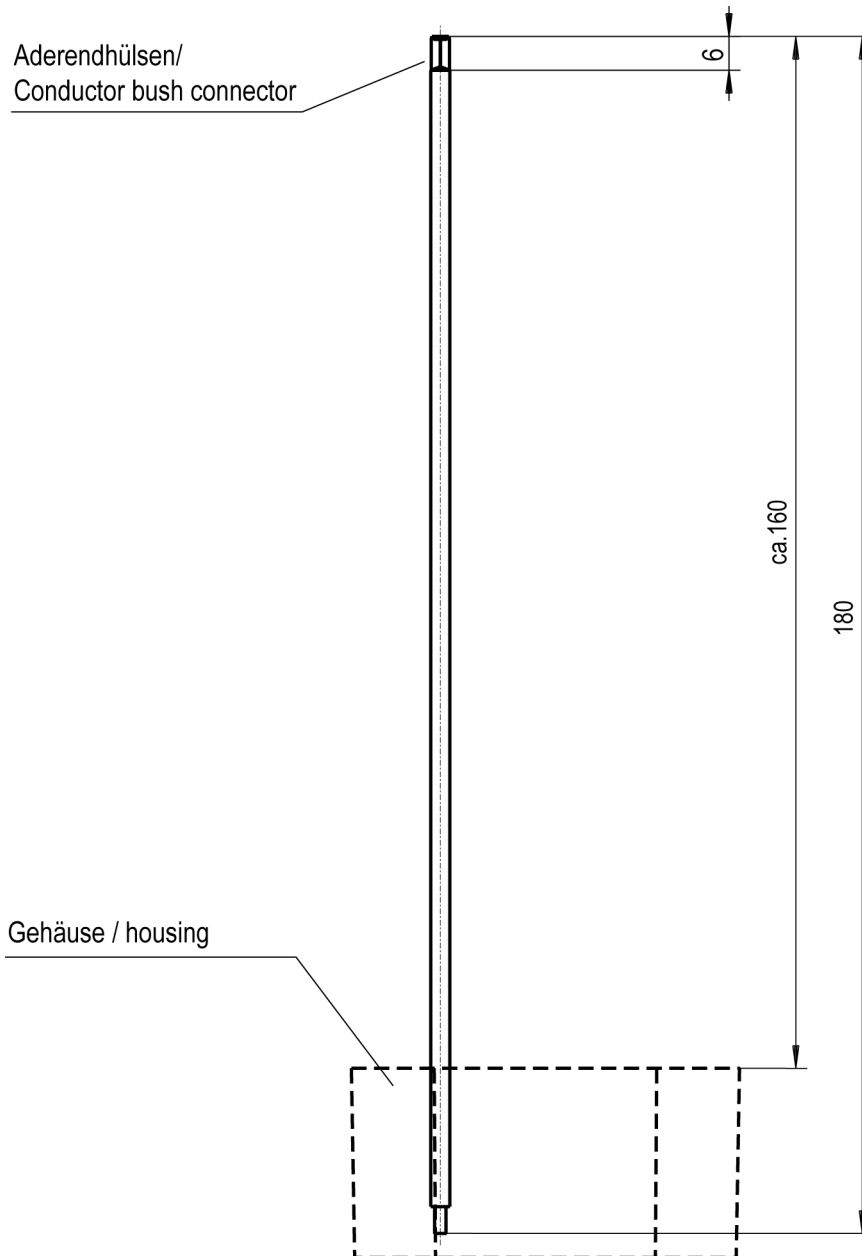 Aderendhülsen/
Conductor bush connector
6
ca.160
180
Gehäuse / housing